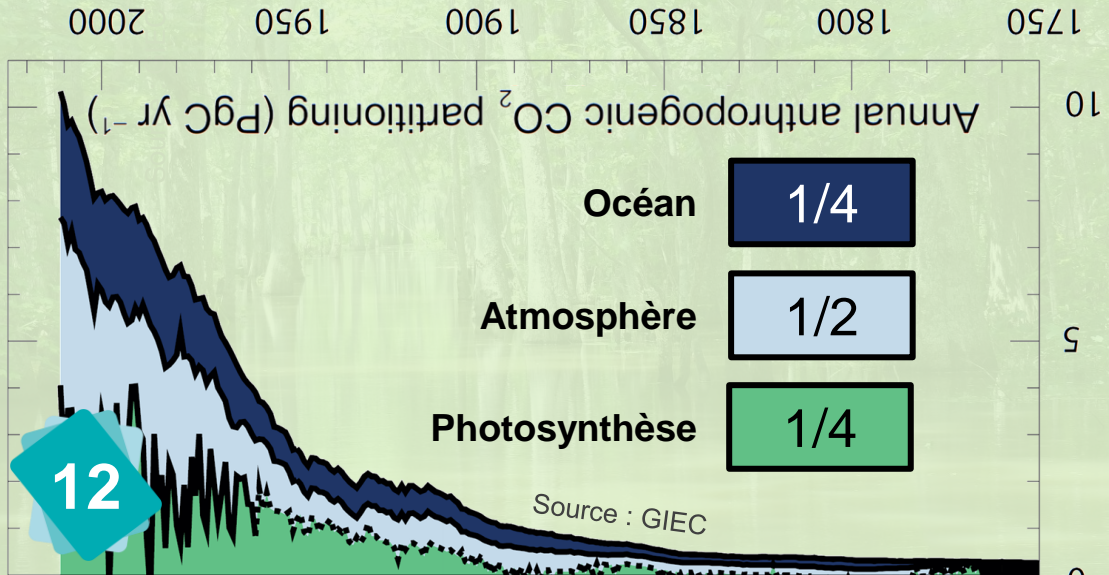 2000 1950 1900 1850 1800 1750
Annual anthropogenic CO₂ partitioning (PgC yr⁻¹)
10
Océan 1/4
Atmosphère 1/2
5
Photosynthèse 1/4
12
Source : GIEC
0